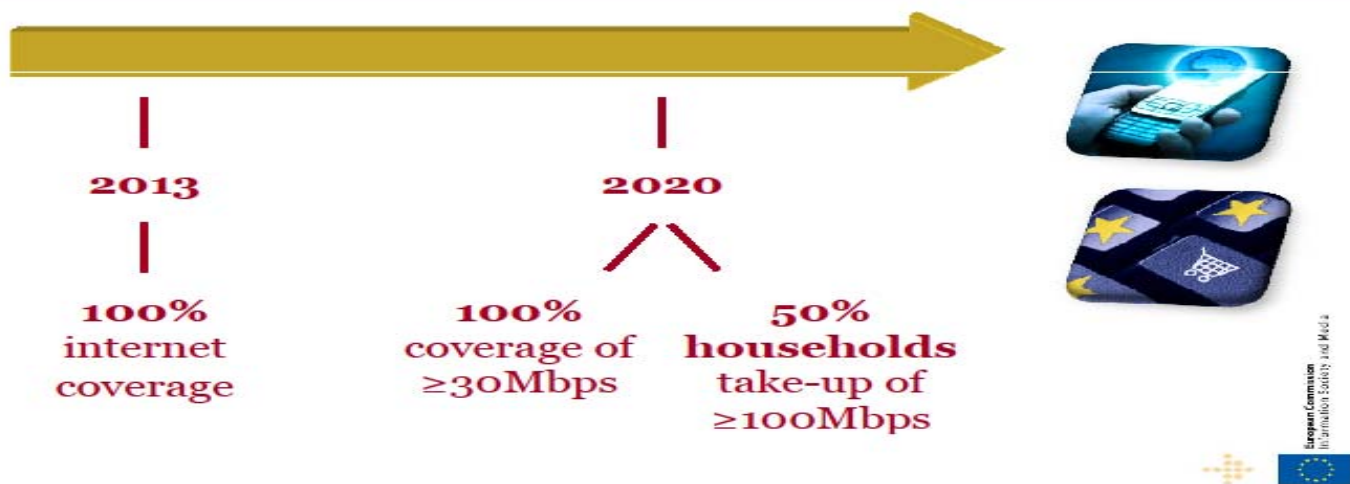 2013
2020
100%
internet
coverage
100%
coverage of
≥30Mbps
50%
households
take-up of
≥100Mbps
European Commission
Information Society and Media